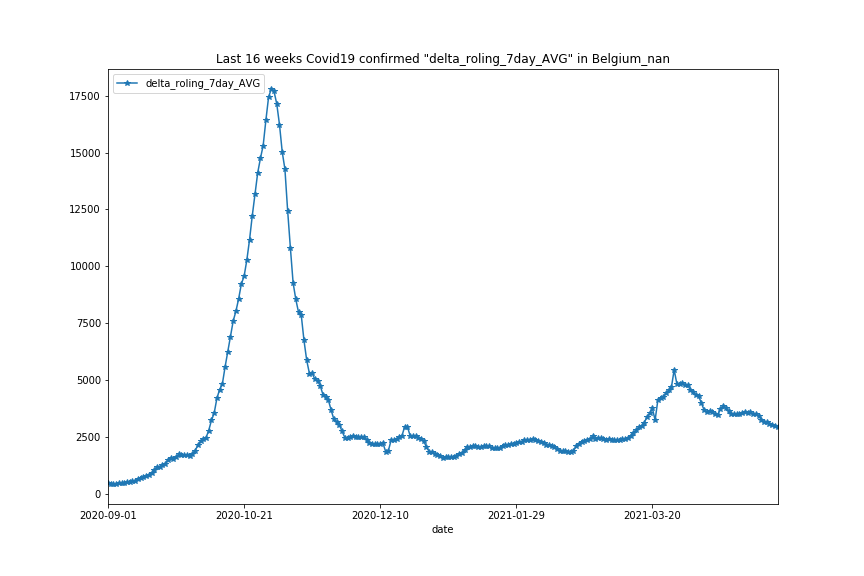 Last 16 weeks Covid19 confirmed "delta_roling_7day_AVG" in Belgium_nan
delta_roling_7day_AVG
17500
15000
12500
10000
7500
5000
2500
0
2020-09-01 2020-10-21 2020-12-10 2021-01-29 2021-03-20
date